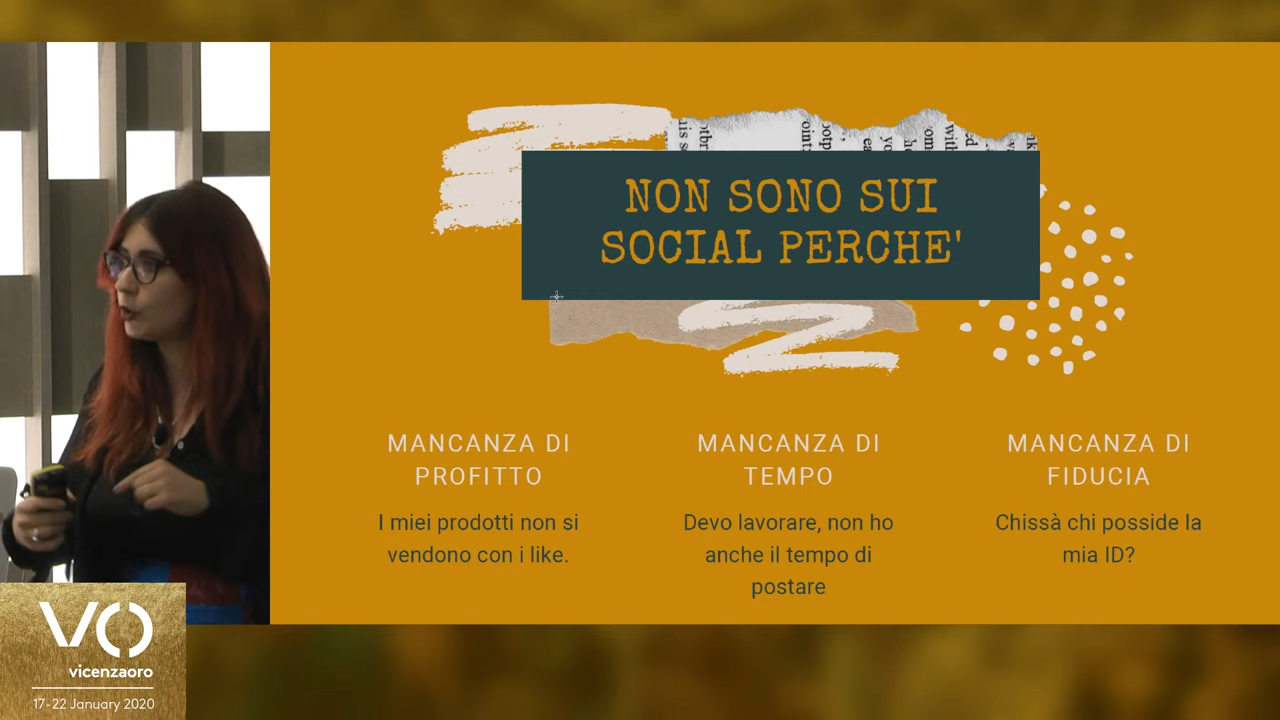 NON SONO SUI
SOCIAL PERCHE'
MANCANZA DI
PROFITTO
I miei prodotti non si
vendono con i like.
MANCANZA DI
TEMPO
Devo lavorare, non ho
anche il tempo di
postare
MANCANZA DI
FIDUCIA
Chissà chi posside la
mia ID?
VO
vicenzaoro
17-22 January 2020